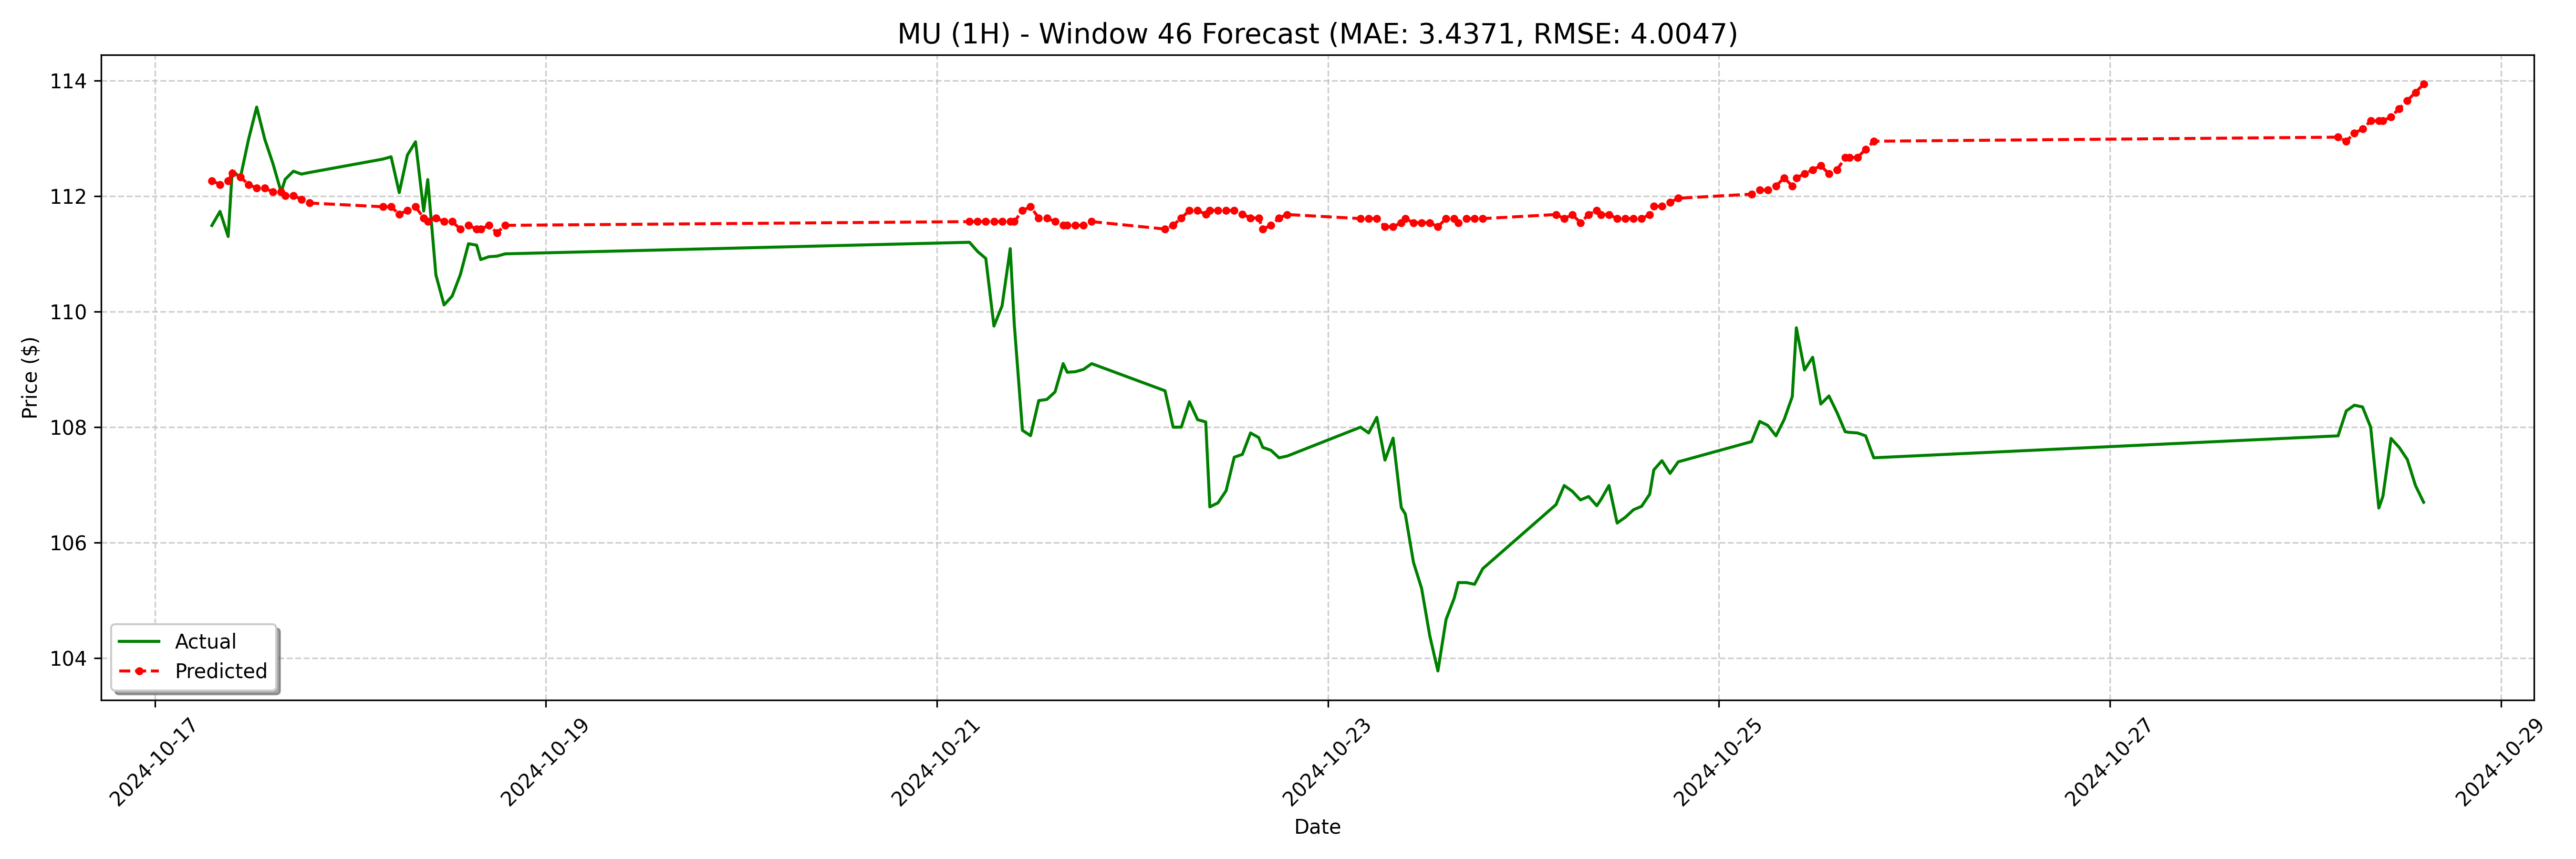 MU (1H) - Window 46 Forecast (MAE: 3.4371, RMSE: 4.0047)
Price ($)
114
112
110
108
106
104
Actual
Predicted
2024-10-17
2024-10-19
2024-10-21
2024-10-23
2024-10-25
2024-10-27
2024-10-29
Date